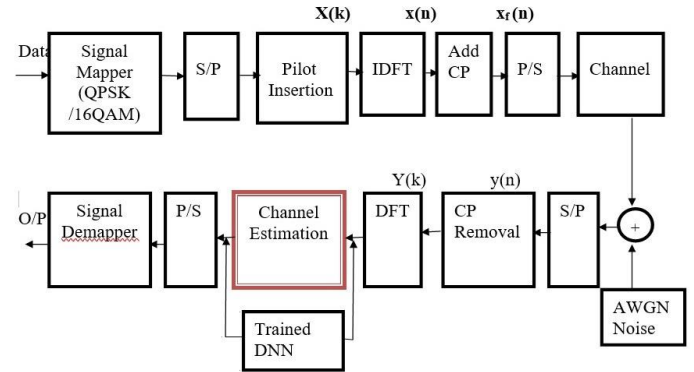 X(k) x(n) xf (n)
Data
Signal
Mapper
(QPSK
/16QAM)
S/P
Pilot
Insertion
IDFT
Add
CP
P/S
Channel
Y(k) y(n)
O/P
Signal
Demapper
P/S
Channel
Estimation
DFT
CP
Removal
S/P
+
Trained
DNN
AWGN
Noise